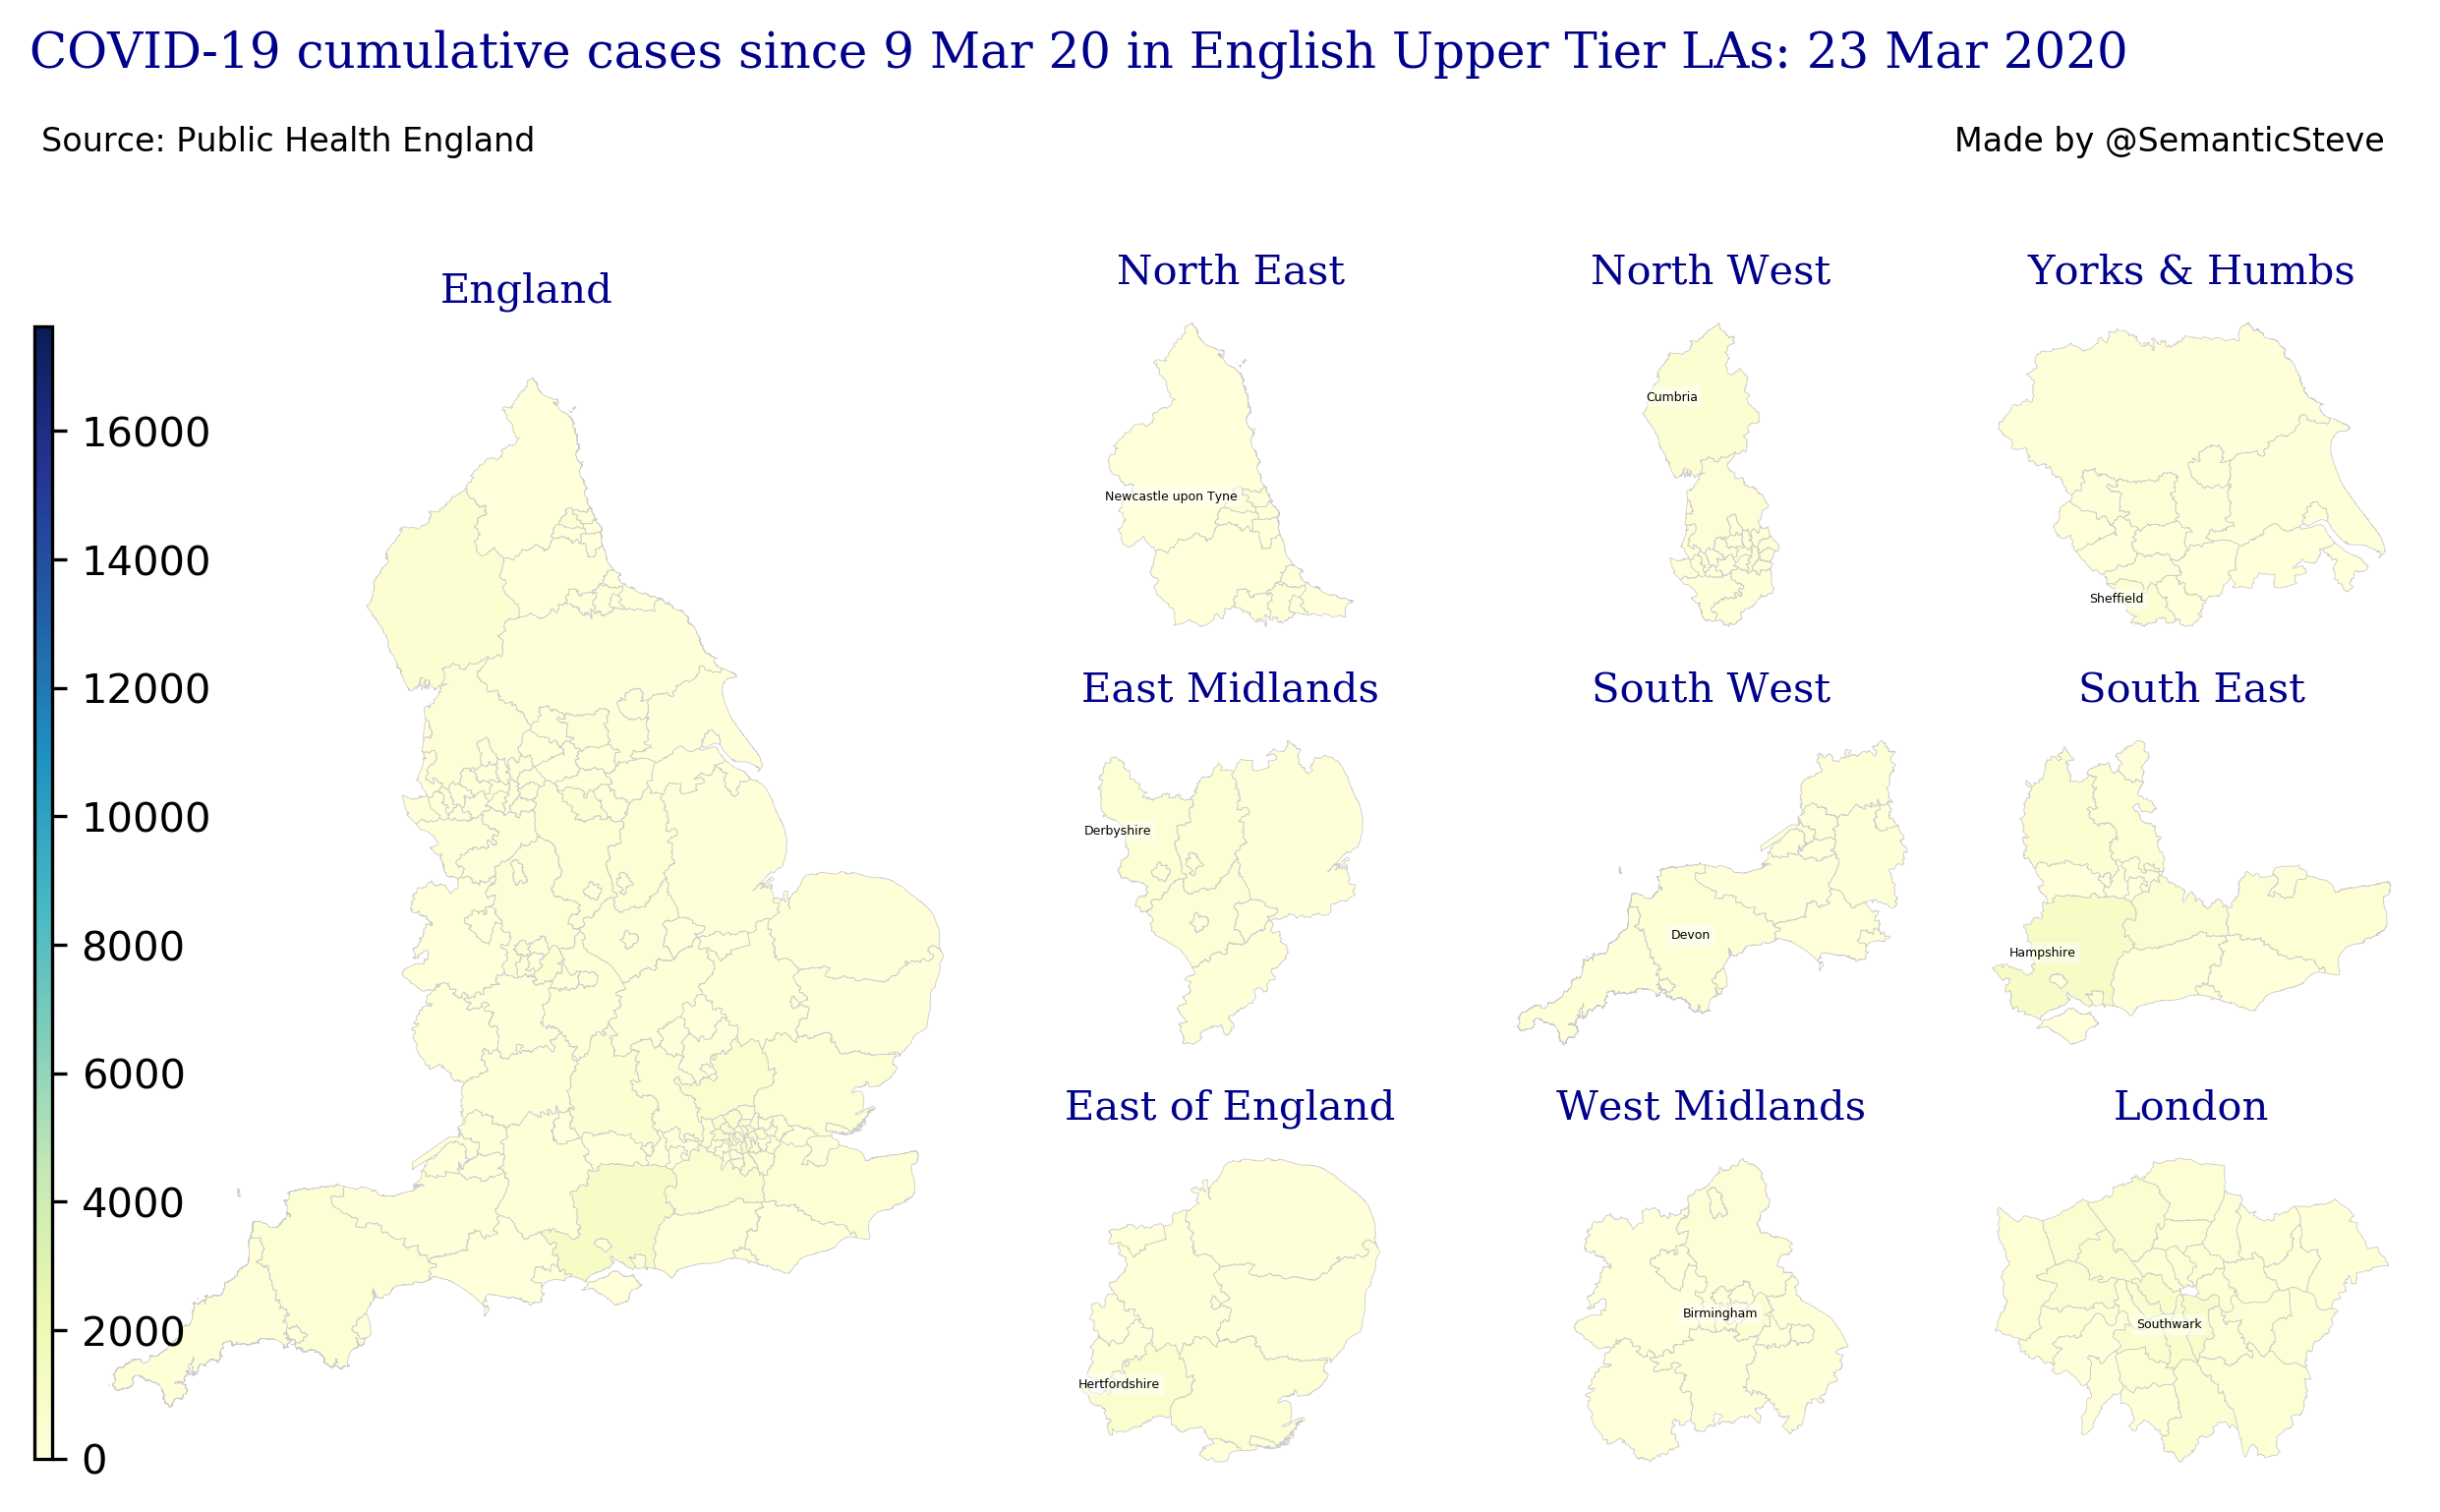 COVID-19 cumulative cases since 9 Mar 20 in English Upper Tier LAs: 23 Mar 2020
Source: Public Health England
Made by @SemanticSteve
England
16000
14000
12000
10000
8000
6000
4000
2000
0
North East
Newcastle upon Tyne
North West
Cumbria
Yorks & Humbs
Sheffield
East Midlands
Derbyshire
South West
Devon
South East
Hampshire
East of England
Hertfordshire
West Midlands
Birmingham
London
Southwark